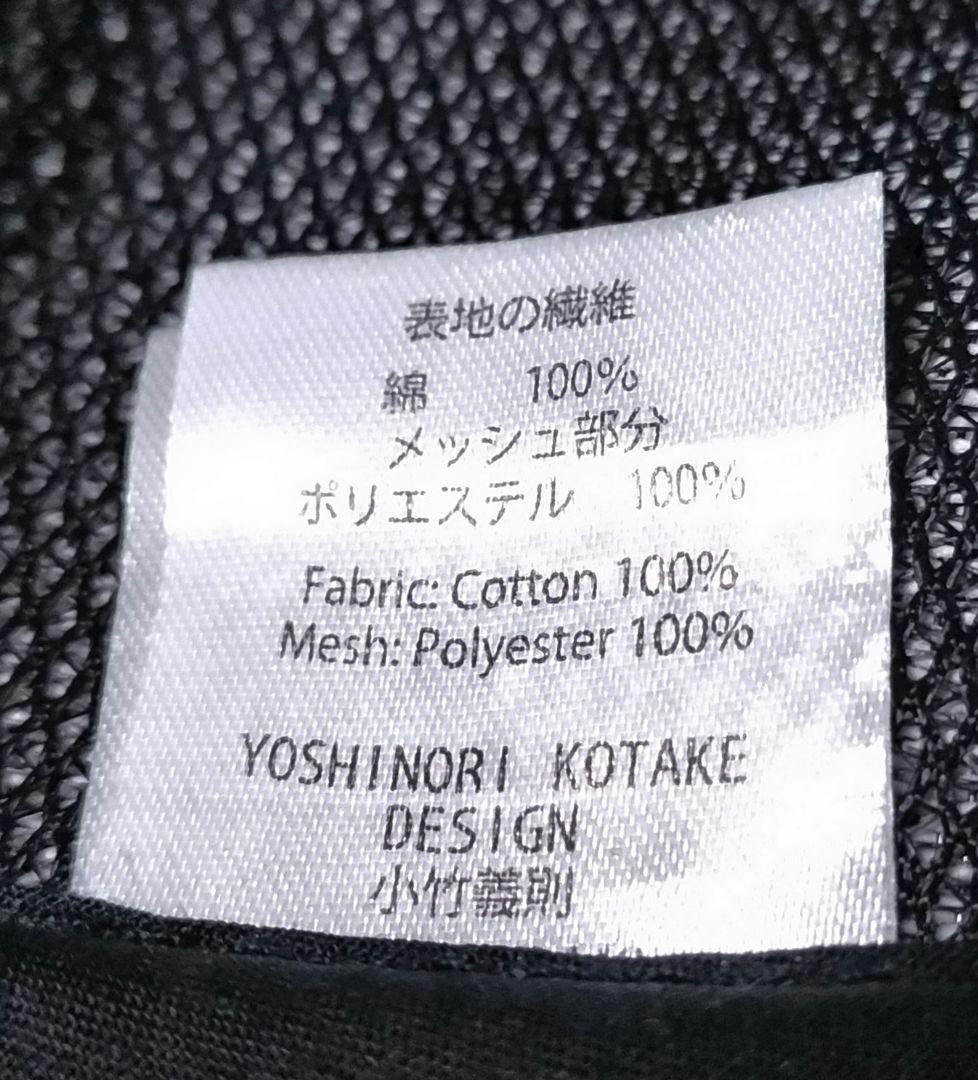 表地の繊維
綿 100%
メッシュ部分
ポリエステル 100%
Fabric: Cotton 100%
Mesh: Polyester 100%
YOSHINORI KOTAKE
DESIGN
小竹義則